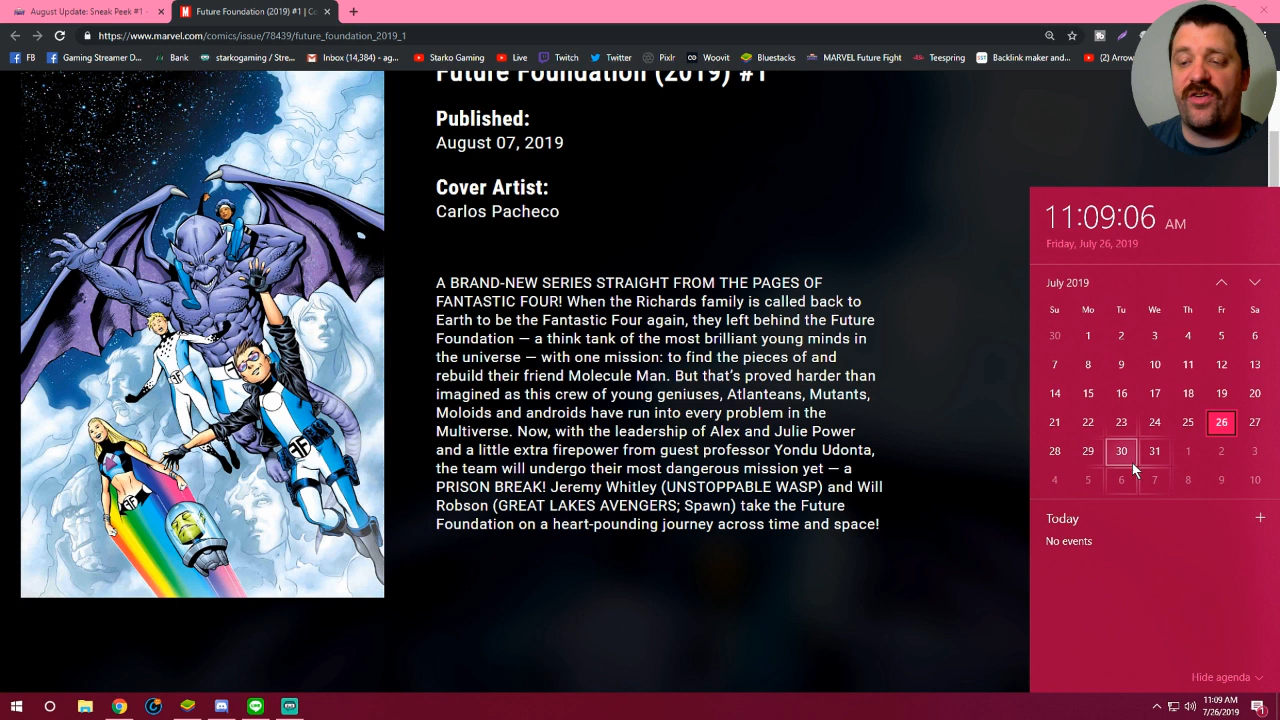 August Update: Sneak Peek #1 -
Future Foundation (2019) #1 | Co
https://www.marvel.com/comics/issue/78439/future_foundation_2019_1
FB
Gaming Streamer D...
Bank
starkogaming / Stre...
Inbox (14,384) - ag...
Starko Gaming
Live
Twitch
Twitter
Pixlr
Woovit
Bluestacks
MARVEL Future Fight
Teespring
Backlink maker and...
(2) Arrow
Future Foundation (2019) #1
Published:
August 07, 2019
Cover Artist:
Carlos Pacheco
A BRAND-NEW SERIES STRAIGHT FROM THE PAGES OF
FANTASTIC FOUR! When the Richards family is called back to
Earth to be the Fantastic Four again, they left behind the Future
Foundation — a think tank of the most brilliant young minds in
the universe — with one mission: to find the pieces of and
rebuild their friend Molecule Man. But that's proved harder than
imagined as this crew of young geniuses, Atlanteans, Mutants,
Moloids and androids have run into every problem in the
Multiverse. Now, with the leadership of Alex and Julie Power
and a little extra firepower from guest professor Yondu Udonta,
the team will undergo their most dangerous mission yet — a
PRISON BREAK! Jeremy Whitley (UNSTOPPABLE WASP) and Will
Robson (GREAT LAKES AVENGERS; Spawn) take the Future
Foundation on a heart-pounding journey across time and space!
11:09:06 AM
Friday, July 26, 2019
July 2019
Su Mo Tu We Th Fr Sa
30 1 2 3 4 5 6
7 8 9 10 11 12 13
14 15 16 17 18 19 20
21 22 23 24 25 26 27
28 29 30 31 1 2 3
4 5 6 7 8 9 10
Today
No events
Hide agenda
11:09 AM
7/26/2019